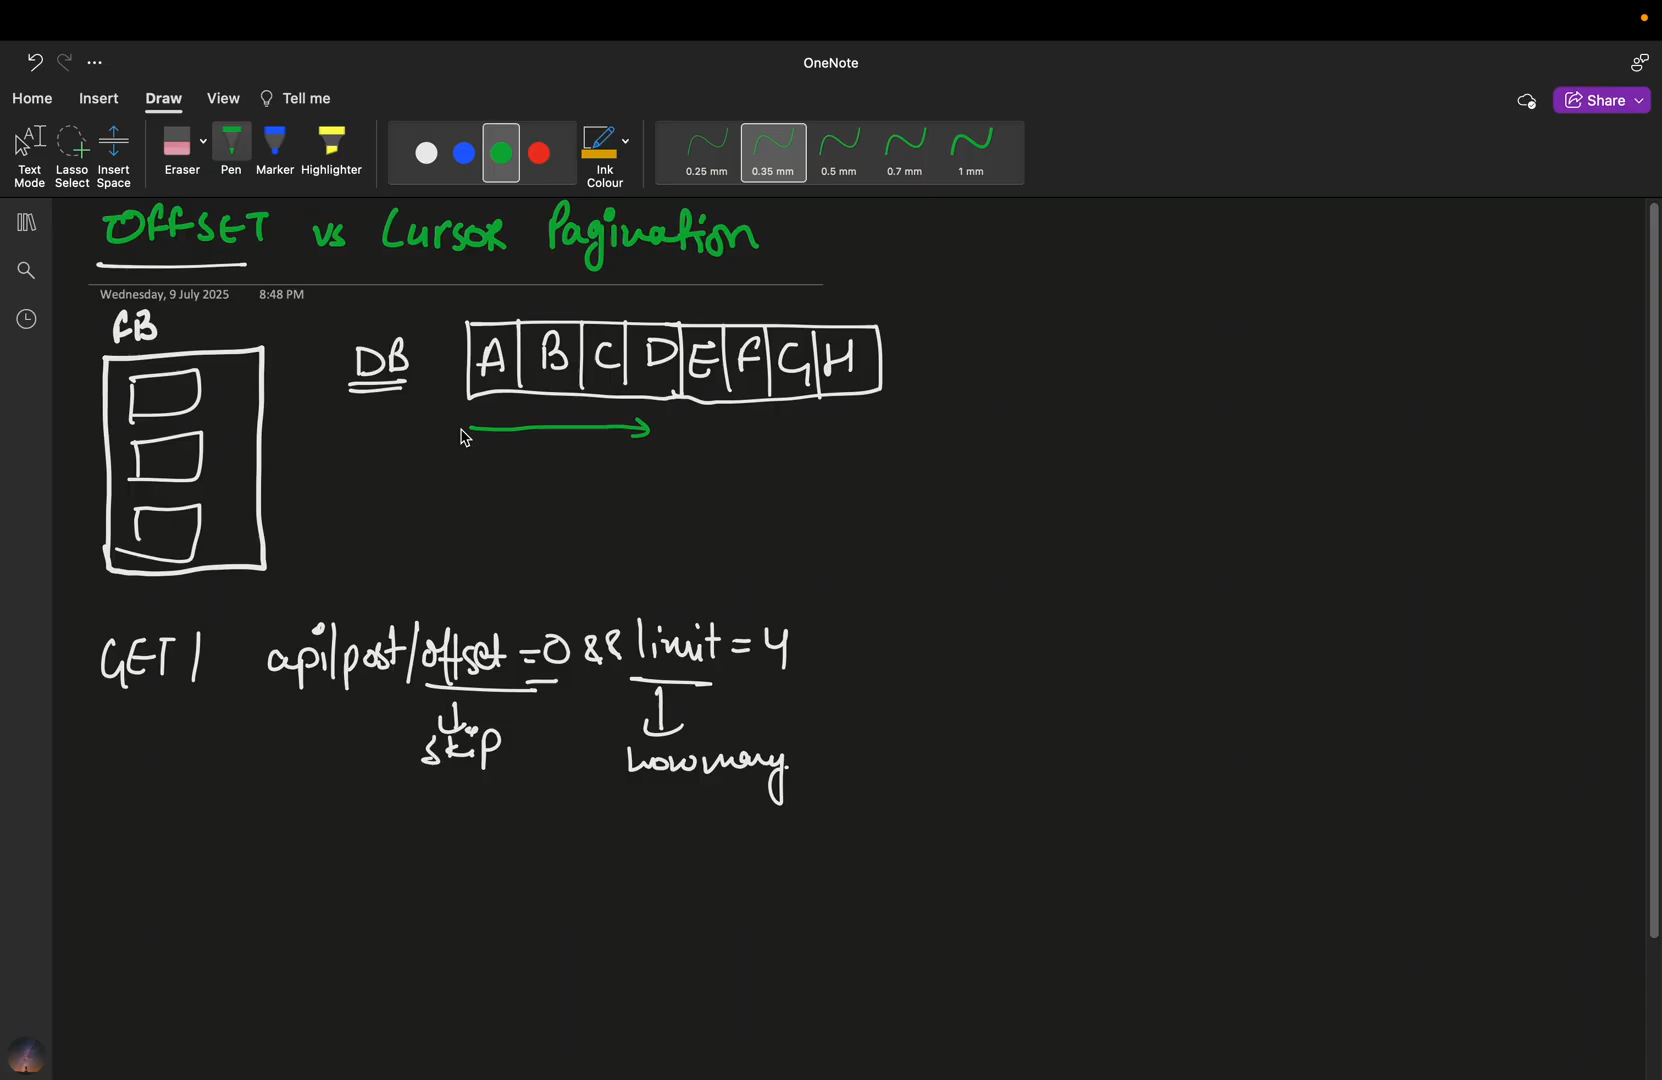 OneNote
Home Insert Draw View Tell me
Share
Text Mode
Lasso Select
Insert Space
Eraser
Pen
Marker
Highlighter
Ink Colour
0.25 mm
0.35 mm
0.5 mm
0.7 mm
1 mm
OFFSET vs Cursor Pagination
Wednesday, 9 July 2025 8:48 PM
FB
DB
A B C D E F G H
GET / api/post/offset = 0 && limit = 4
skip
howmany.